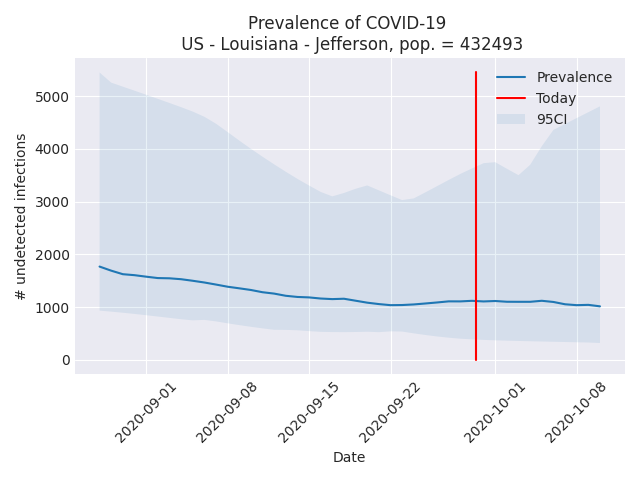 Prevalence of COVID-19
US - Louisiana - Jefferson, pop. = 432493
Prevalence
Today
95CI
5000
4000
3000
2000
1000
0
# undetected infections
2020-09-01
2020-09-08
2020-09-15
2020-09-22
2020-10-01
2020-10-08
Date